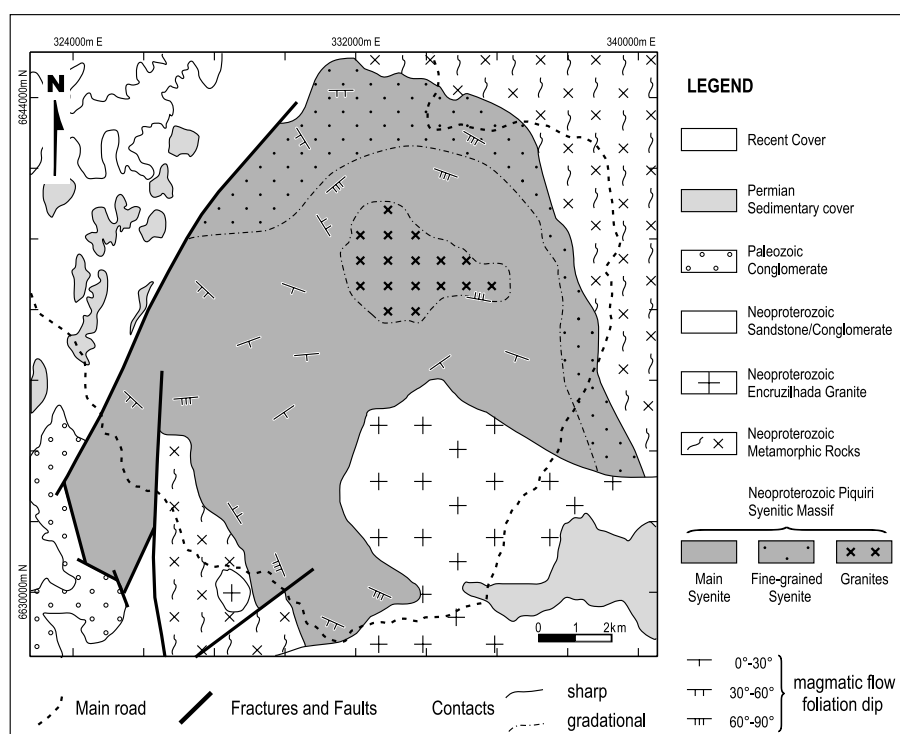 324000m E
332000m E
340000m E
6644000m N
N
6630000m N
0 1 2km
LEGEND
Recent Cover
Permian
Sedimentary cover
Paleozoic
Conglomerate
Neoproterozoic
Sandstone/Conglomerate
Neoproterozoic
Encruzilhada Granite
Neoproterozoic
Metamorphic Rocks
Neoproterozoic Piquiri
Syenitic Massif
Main
Syenite
Fine-grained
Syenite
Granites
Main road
Fractures and Faults
Contacts
sharp
gradational
0°-30°
30°-60°
60°-90°
magmatic flow
foliation dip